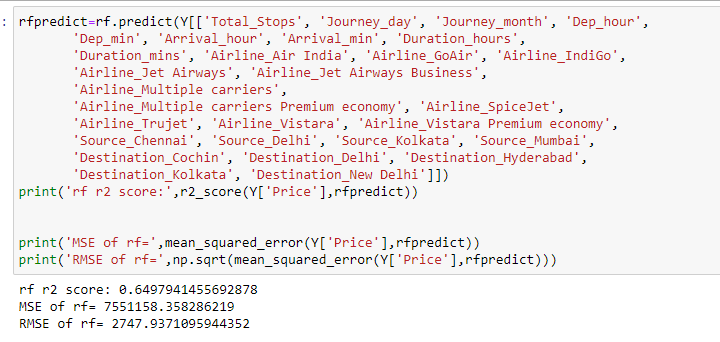 : rfpredict=rf.predict(Y[['Total_Stops', 'Journey_day', 'Journey_month', 'Dep_hour',
'Dep_min', 'Arrival_hour', 'Arrival_min', 'Duration_hours',
'Duration_mins', 'Airline_Air India', 'Airline_GoAir', 'Airline_IndiGo',
'Airline_Jet Airways', 'Airline_Jet Airways Business',
'Airline_Multiple carriers',
'Airline_Multiple carriers Premium economy', 'Airline_SpiceJet',
'Airline_Trujet', 'Airline_Vistara', 'Airline_Vistara Premium economy',
'Source_Chennai', 'Source_Delhi', 'Source_Kolkata', 'Source_Mumbai',
'Destination_Cochin', 'Destination_Delhi', 'Destination_Hyderabad',
'Destination_Kolkata', 'Destination_New Delhi']])
print('rf r2 score:',r2_score(Y['Price'],rfpredict))
print('MSE of rf=',mean_squared_error(Y['Price'],rfpredict))
print('RMSE of rf=',np.sqrt(mean_squared_error(Y['Price'],rfpredict)))
rf r2 score: 0.6497941455692878
MSE of rf= 7551158.358286219
RMSE of rf= 2747.9371095944352